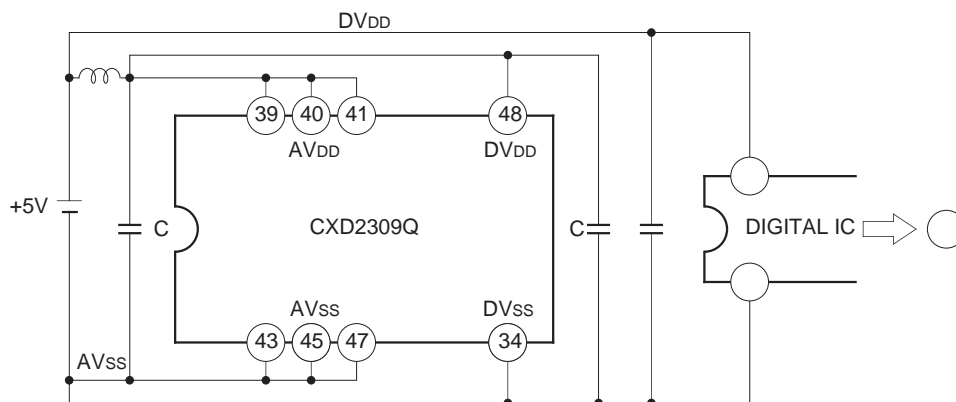 DVDD
39 40 41 48
AVDD DVDD
+5V C CXD2309Q C DIGITAL IC
AVSS DVSS
43 45 47 34
AVSS